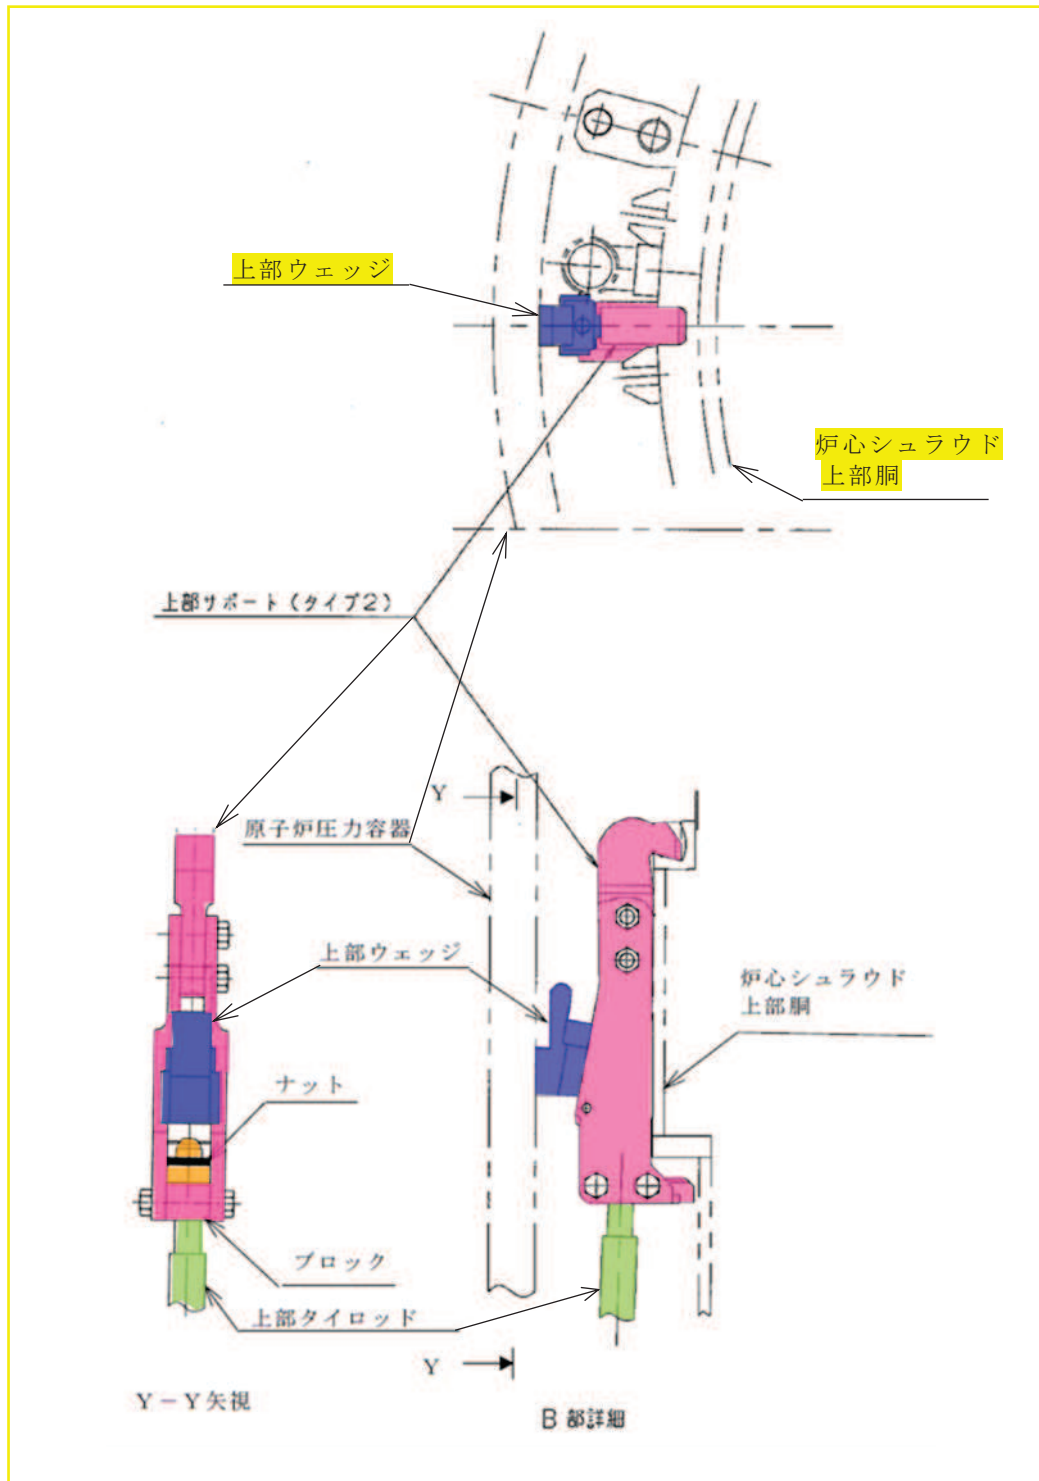 上部ウェッジ
炉心シュラウド
上部胴
上部サポート(タイプ2)
Y
原子炉圧力容器
上部ウェッジ
炉心シュラウド
上部胴
ナット
ブロック
上部タイロッド
Y
Y-Y矢視
B 部詳細